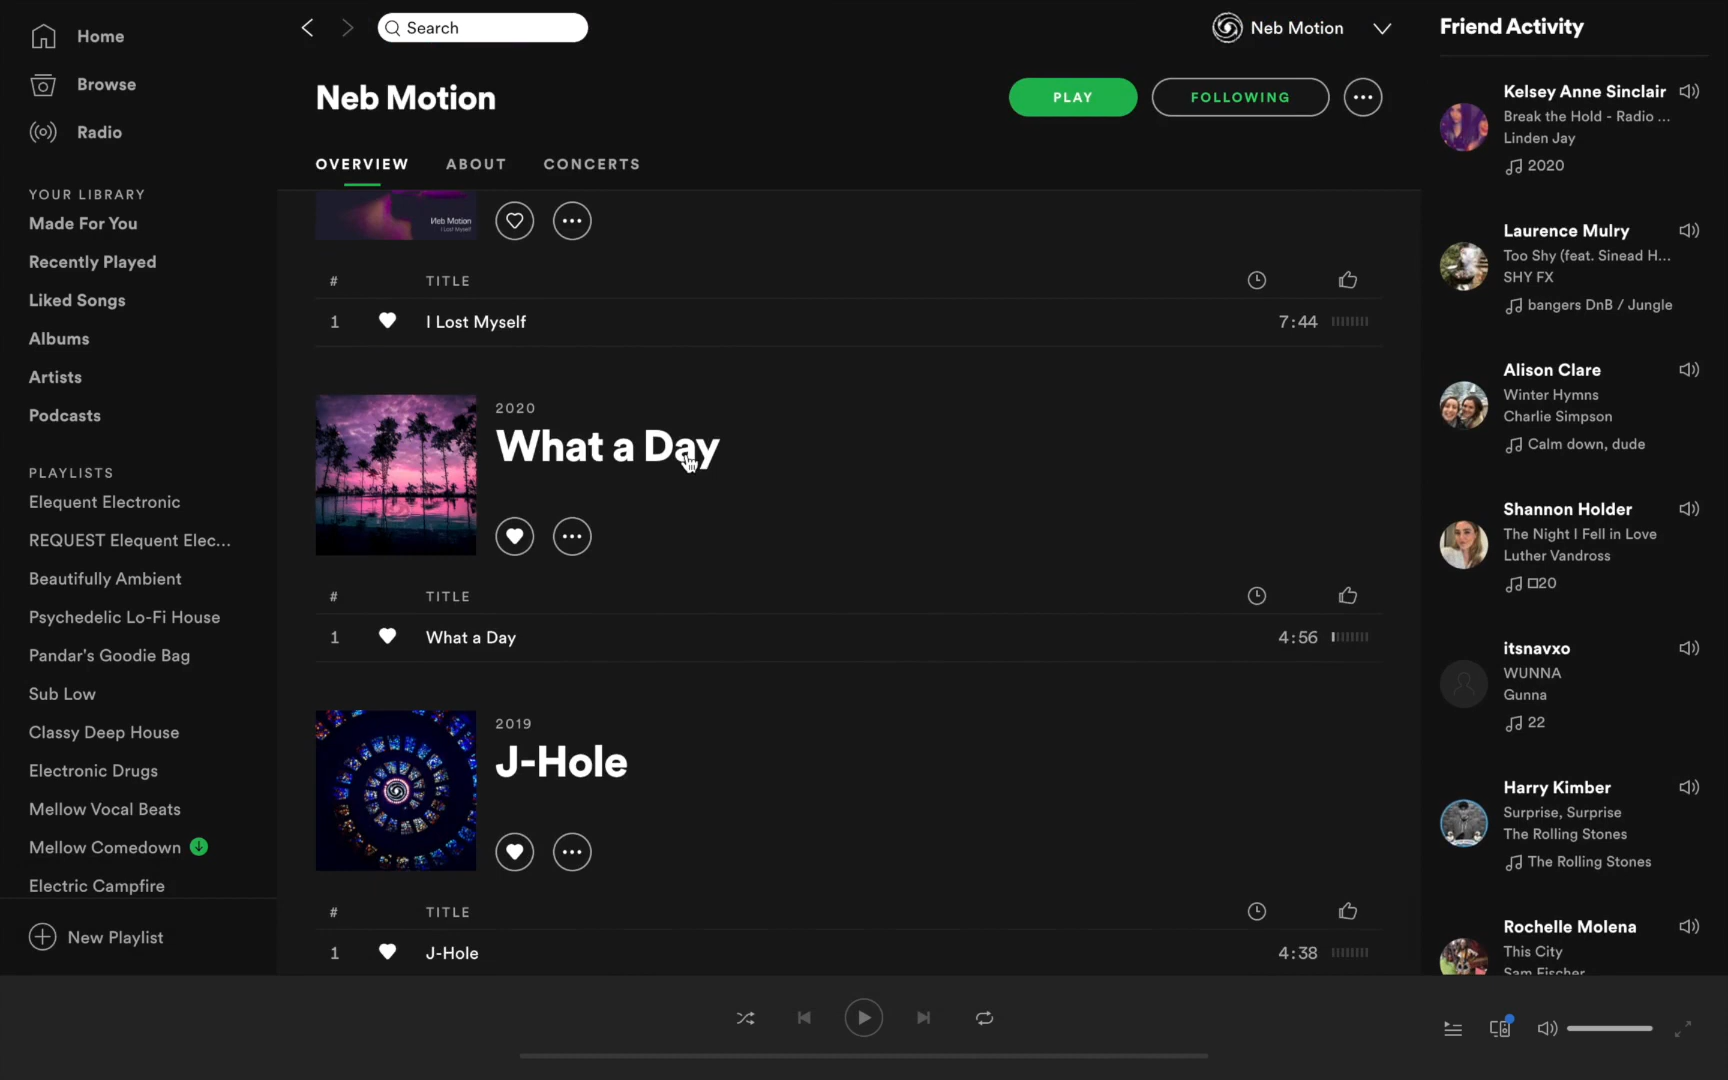 Home
Browse
Radio
YOUR LIBRARY
Made For You
Recently Played
Liked Songs
Albums
Artists
Podcasts
PLAYLISTS
Elequent Electronic
REQUEST Elequent Elec...
Beautifully Ambient
Psychedelic Lo-Fi House
Pandar's Goodie Bag
Sub Low
Classy Deep House
Electronic Drugs
Mellow Vocal Beats
Mellow Comedown
Electric Campfire
New Playlist
Search
Neb Motion
Neb Motion
PLAY
FOLLOWING
OVERVIEW ABOUT CONCERTS
Neb Motion
I Lost Myself
# TITLE
1 I Lost Myself 7:44
2020
What a Day
# TITLE
1 What a Day 4:56
2019
J-Hole
# TITLE
1 J-Hole 4:38
Friend Activity
Kelsey Anne Sinclair
Break the Hold - Radio ...
Linden Jay
2020
Laurence Mulry
Too Shy (feat. Sinead H...
SHY FX
bangers DnB / Jungle
Alison Clare
Winter Hymns
Charlie Simpson
Calm down, dude
Shannon Holder
The Night I Fell in Love
Luther Vandross
□20
itsnavxo
WUNNA
Gunna
22
Harry Kimber
Surprise, Surprise
The Rolling Stones
The Rolling Stones
Rochelle Molena
This City
Sam Fischer